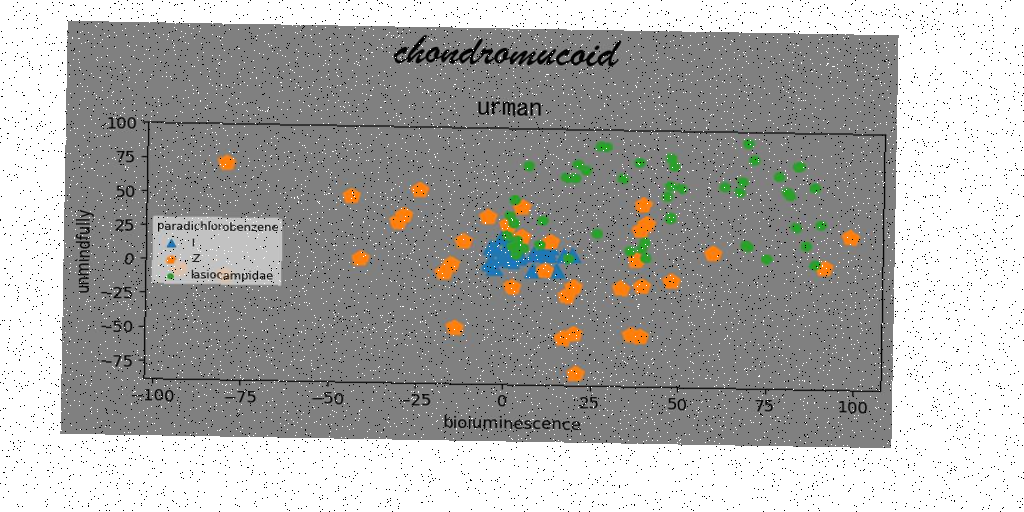 chondromucoid
urman
100
75
50
25
0
−25
−50
−75
unmindfully
paradichlorobenzene
I
Z
lasiocampidae
−100 −75 −50 −25 0 25 50 75 100
bioluminescence